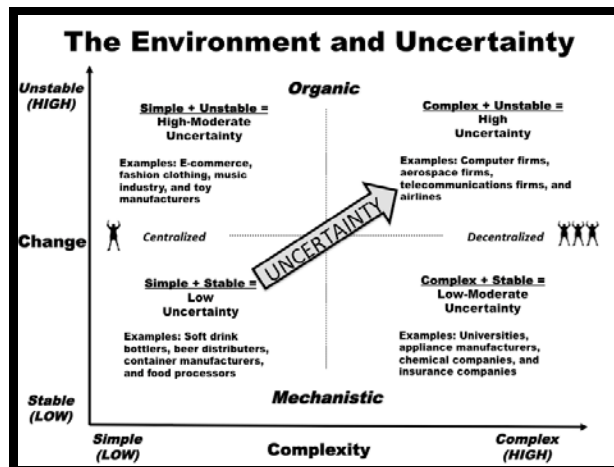 The Environment and Uncertainty
Unstable
(HIGH)
Organic
Simple + Unstable =
High-Moderate
Uncertainty
Examples: E-commerce,
fashion clothing, music
industry, and toy
manufacturers
Complex + Unstable =
High
Uncertainty
Examples: Computer firms,
aerospace firms,
telecommunications firms, and
airlines
Change
Centralized
UNCERTAINTY
Decentralized
Simple + Stable =
Low
Uncertainty
Examples: Soft drink
bottlers, beer distributers,
container manufacturers,
and food processors
Complex + Stable =
Low-Moderate
Uncertainty
Examples: Universities,
appliance manufacturers,
chemical companies, and
insurance companies
Stable
(LOW)
Mechanistic
Simple
(LOW)
Complexity
Complex
(HIGH)